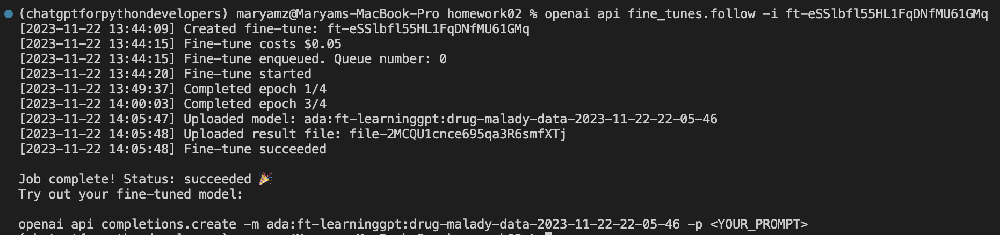 (chatgptforpythondevelopers) maryamz@Maryams-MacBook-Pro homework02 % openai api fine_tunes.follow -i ft-eSSlbfl55HL1FqDNfMU61GMq
[2023-11-22 13:44:09] Created fine-tune: ft-eSSlbfl55HL1FqDNfMU61GMq
[2023-11-22 13:44:15] Fine-tune costs $0.05
[2023-11-22 13:44:15] Fine-tune enqueued. Queue number: 0
[2023-11-22 13:44:20] Fine-tune started
[2023-11-22 13:49:37] Completed epoch 1/4
[2023-11-22 14:00:03] Completed epoch 3/4
[2023-11-22 14:05:47] Uploaded model: ada:ft-learninggpt:drug-malady-data-2023-11-22-22-05-46
[2023-11-22 14:05:48] Uploaded result file: file-2MCQU1cnce695qa3R6smfXTj
[2023-11-22 14:05:48] Fine-tune succeeded
Job complete! Status: succeeded 🎉
Try out your fine-tuned model:
openai api completions.create -m ada:ft-learninggpt:drug-malady-data-2023-11-22-22-05-46 -p <YOUR_PROMPT>